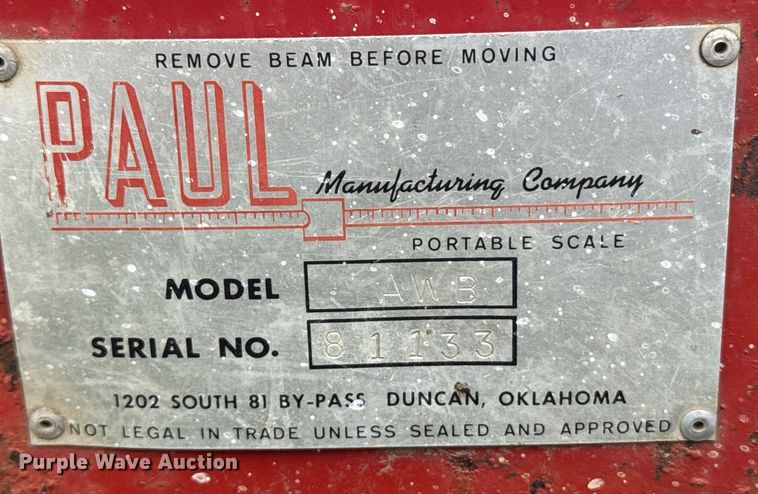 REMOVE BEAM BEFORE MOVING
PAUL
Manufacturing Company
PORTABLE SCALE
MODEL AWB
SERIAL NO. 81133
1202 SOUTH 81 BY-PASS DUNCAN, OKLAHOMA
NOT LEGAL IN TRADE UNLESS SEALED AND APPROVED
Purple Wave Auction